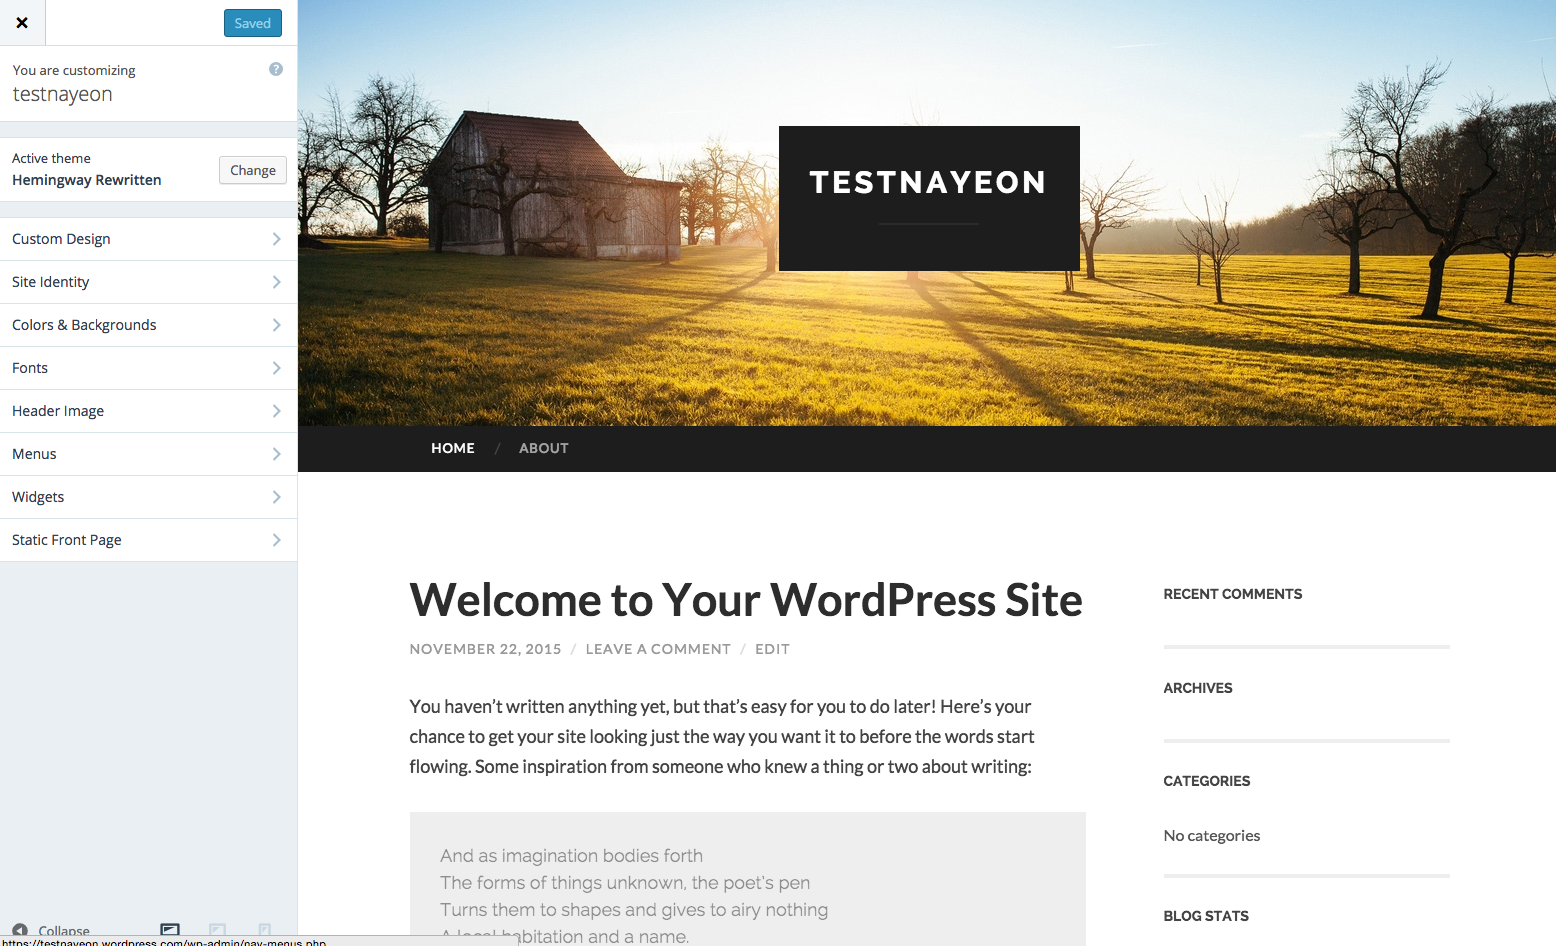 Saved
You are customizing
testnayeon
Active theme
Hemingway Rewritten
Change
Custom Design
Site Identity
Colors & Backgrounds
Fonts
Header Image
Menus
Widgets
Static Front Page
Collapse
https://testnayeon.wordpress.com/wp-admin/nav-menus.php
TESTNAYEON
HOME / ABOUT
Welcome to Your WordPress Site
NOVEMBER 22, 2015 / LEAVE A COMMENT / EDIT
You haven’t written anything yet, but that’s easy for you to do later! Here’s your
chance to get your site looking just the way you want it to before the words start
flowing. Some inspiration from someone who knew a thing or two about writing:
And as imagination bodies forth
The forms of things unknown, the poet’s pen
Turns them to shapes and gives to airy nothing
A local habitation and a name.
RECENT COMMENTS
ARCHIVES
CATEGORIES
No categories
BLOG STATS